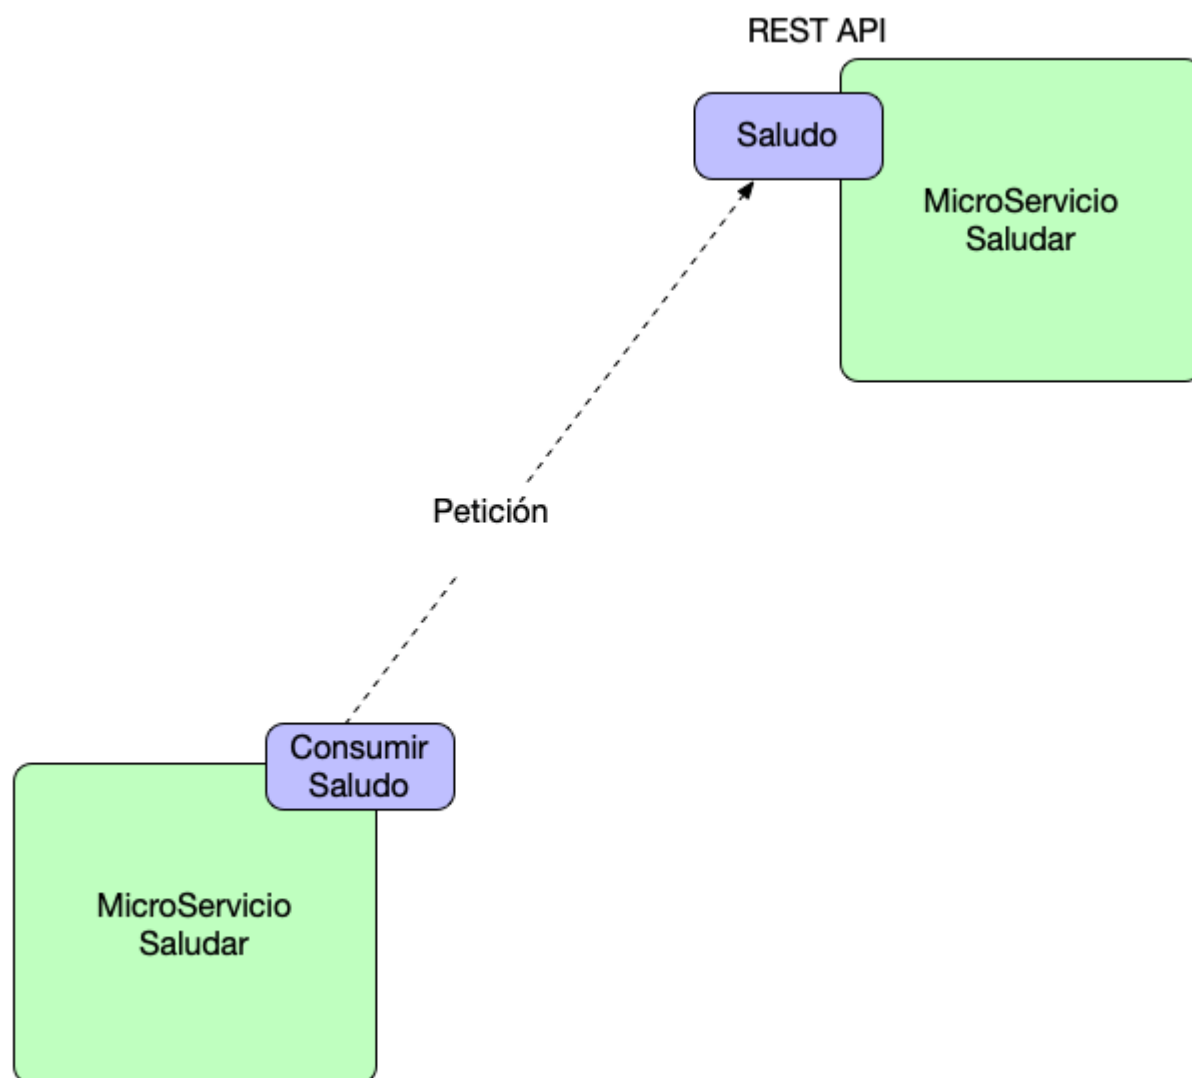 REST API
Saludo
MicroServicio
Saludar
Petición
Consumir
Saludo
MicroServicio
Saludar